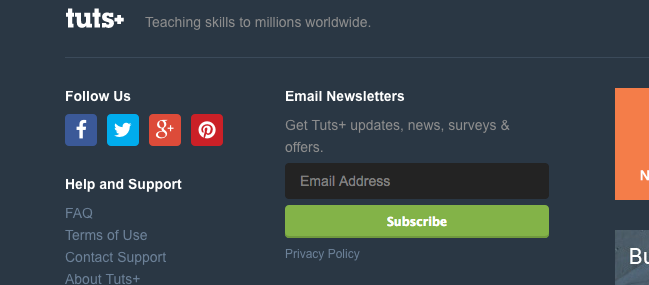 tuts+ Teaching skills to millions worldwide.
Follow Us
Help and Support
FAQ
Terms of Use
Contact Support
About Tuts+
Email Newsletters
Get Tuts+ updates, news, surveys &
offers.
Email Address
Subscribe
Privacy Policy
N
Bu